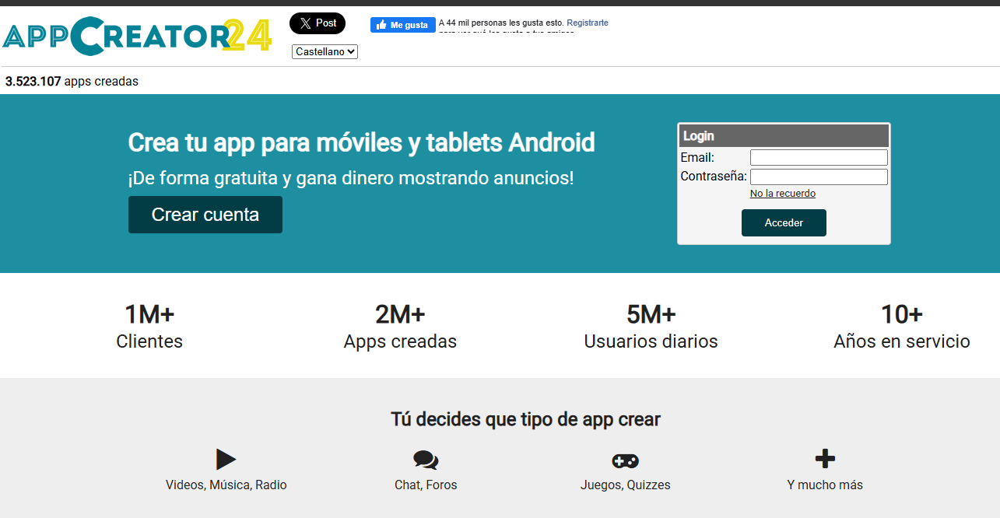 APPCREATOR24
Post
Me gusta
A 44 mil personas les gusta esto. Registrarte
Castellano
3.523.107 apps creadas
Crea tu app para móviles y tablets Android
¡De forma gratuita y gana dinero mostrando anuncios!
Crear cuenta
Login
Email:
Contraseña:
No la recuerdo
Acceder
1M+
Clientes
2M+
Apps creadas
5M+
Usuarios diarios
10+
Años en servicio
Tú decides que tipo de app crear
Videos, Música, Radio
Chat, Foros
Juegos, Quizzes
Y mucho más